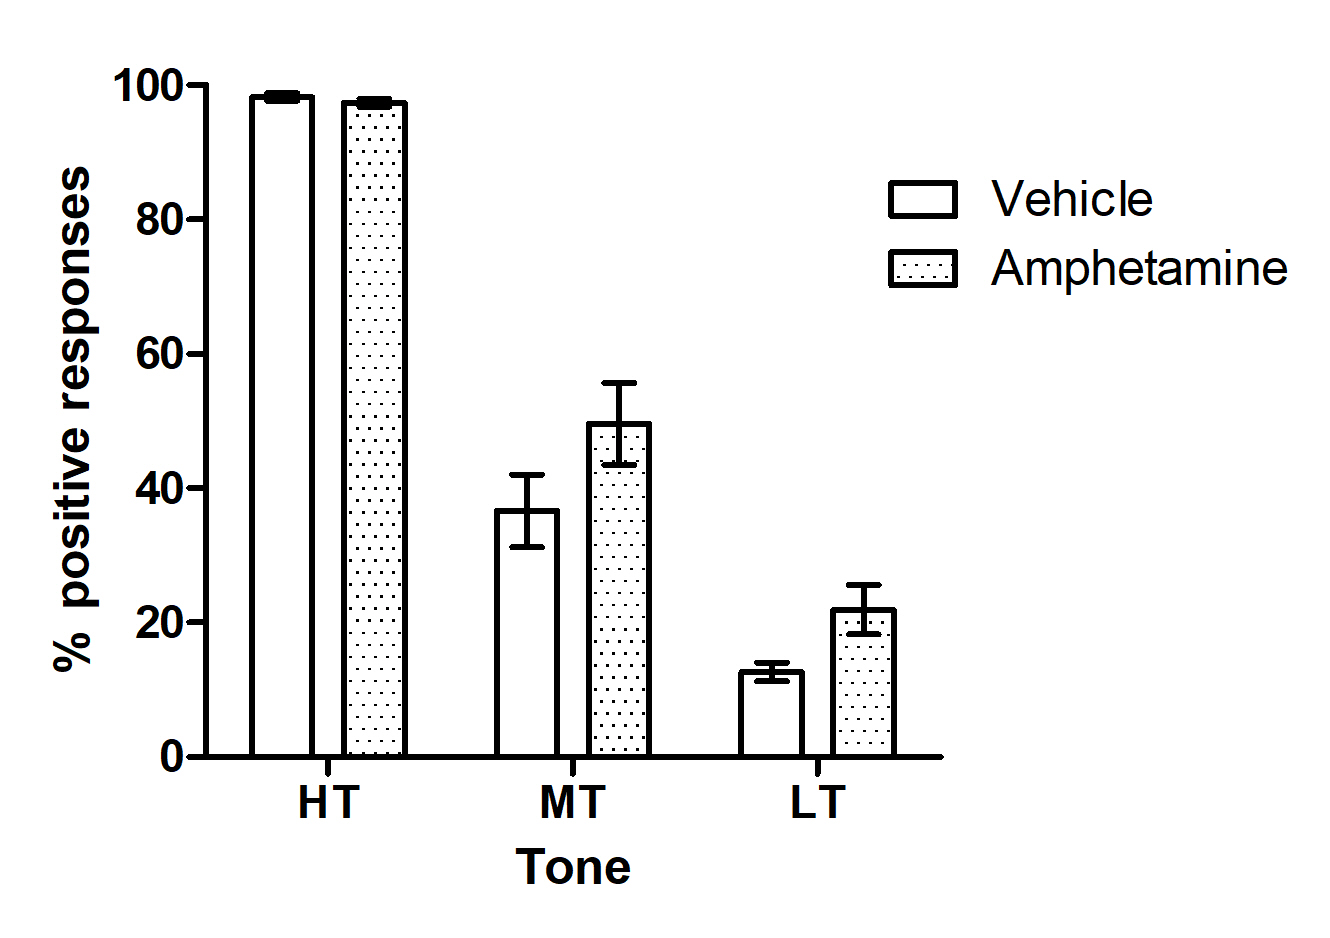 % positive responses
100
80
60
40
20
0
HT MT LT
Tone
Vehicle
Amphetamine